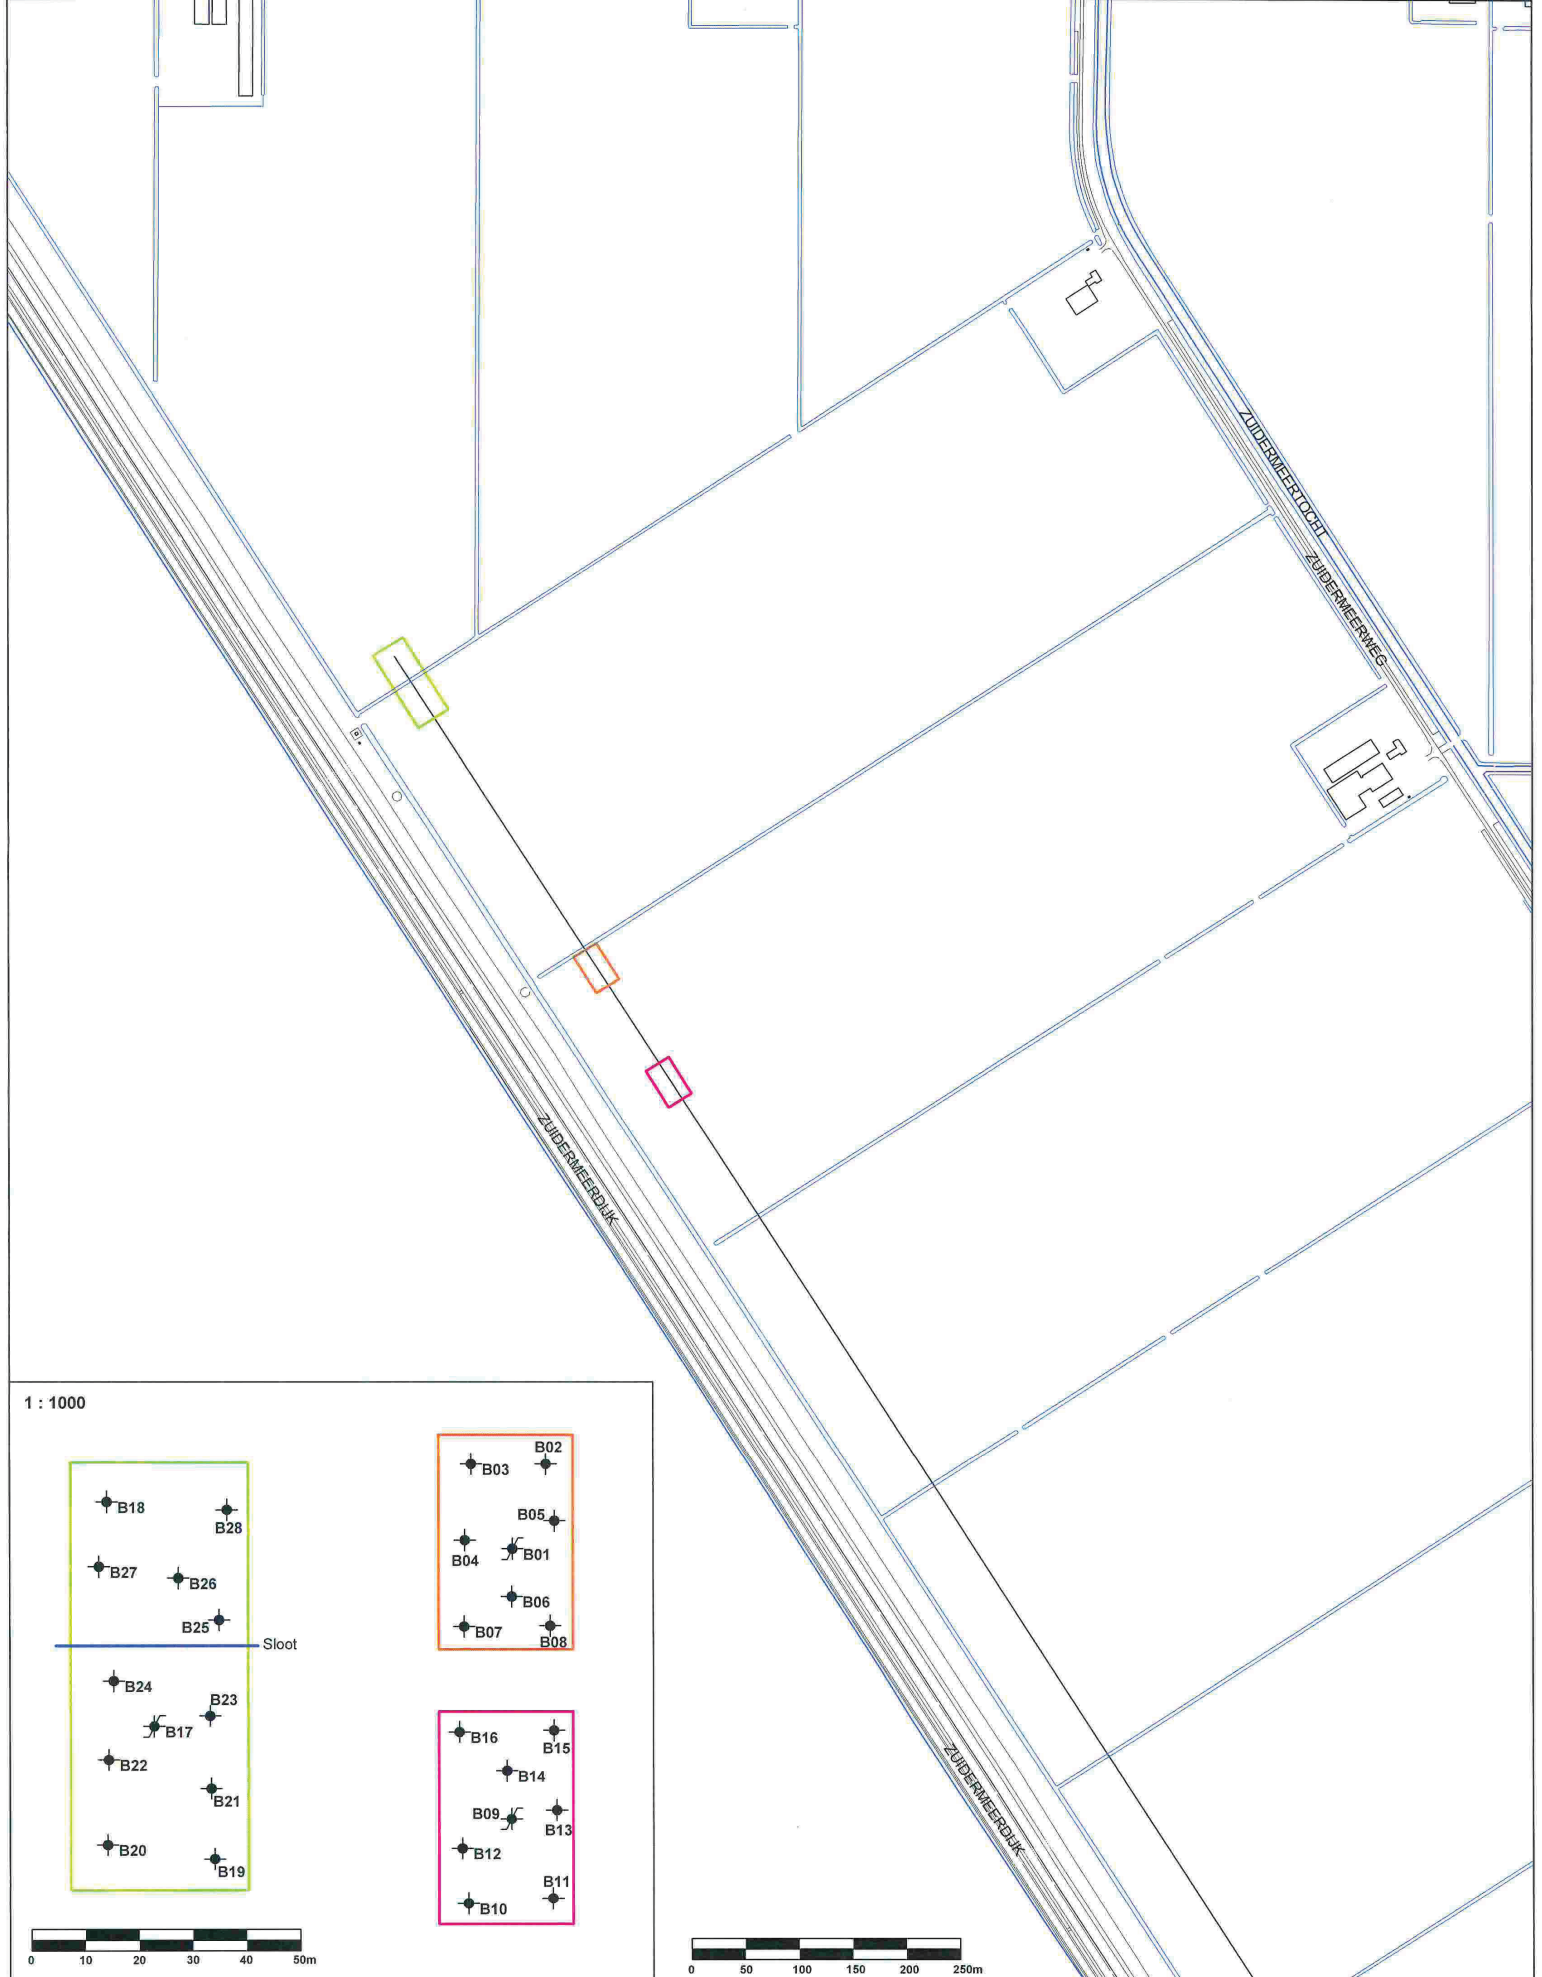 ZUIDERMEERTOCHT
ZUIDERMEERWEG
ZUIDERMEERDIJK
ZUIDERMEERDIJK
1 : 1000
B18
B28
B27
B26
B25
Sloot
B24
B23
B17
B22
B21
B20
B19
B02
B03
B05
B04
B01
B06
B07
B08
B16
B15
B14
B09
B13
B12
B11
B10
0 10 20 30 40 50m
0 50 100 150 200 250m